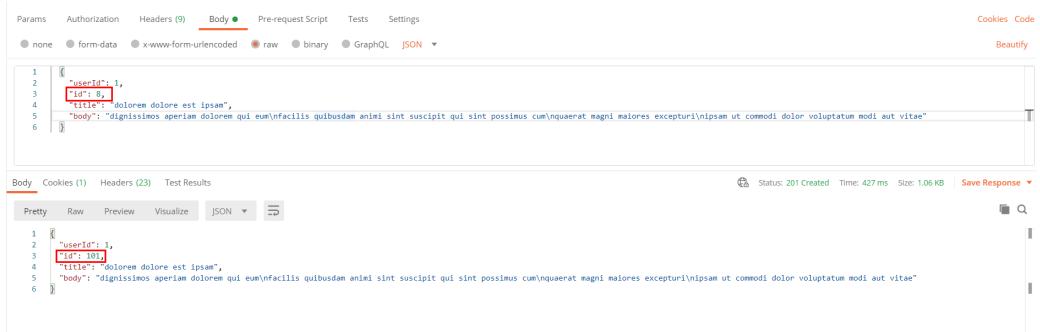 Params Authorization Headers (9) Body Pre-request Script Tests Settings Cookies Code
none form-data x-www-form-urlencoded raw binary GraphQL JSON Beautify
1 {
2 "userId": 1,
3 "id": 8,
4 "title": "dolorem dolore est ipsam",
5 "body": "dignissimos aperiam dolorem qui eum\nfacilis quibusdam animi sint suscipit qui sint possimus cum\nquaerat magni maiores excepturi\nipsam ut commodi dolor voluptatum modi aut vitae"
6 }
Body Cookies (1) Headers (23) Test Results Status: 201 Created Time: 427 ms Size: 1.06 KB Save Response
Pretty Raw Preview Visualize JSON
1 {
2 "userId": 1,
3 "id": 101,
4 "title": "dolorem dolore est ipsam",
5 "body": "dignissimos aperiam dolorem qui eum\nfacilis quibusdam animi sint suscipit qui sint possimus cum\nquaerat magni maiores excepturi\nipsam ut commodi dolor voluptatum modi aut vitae"
6 }